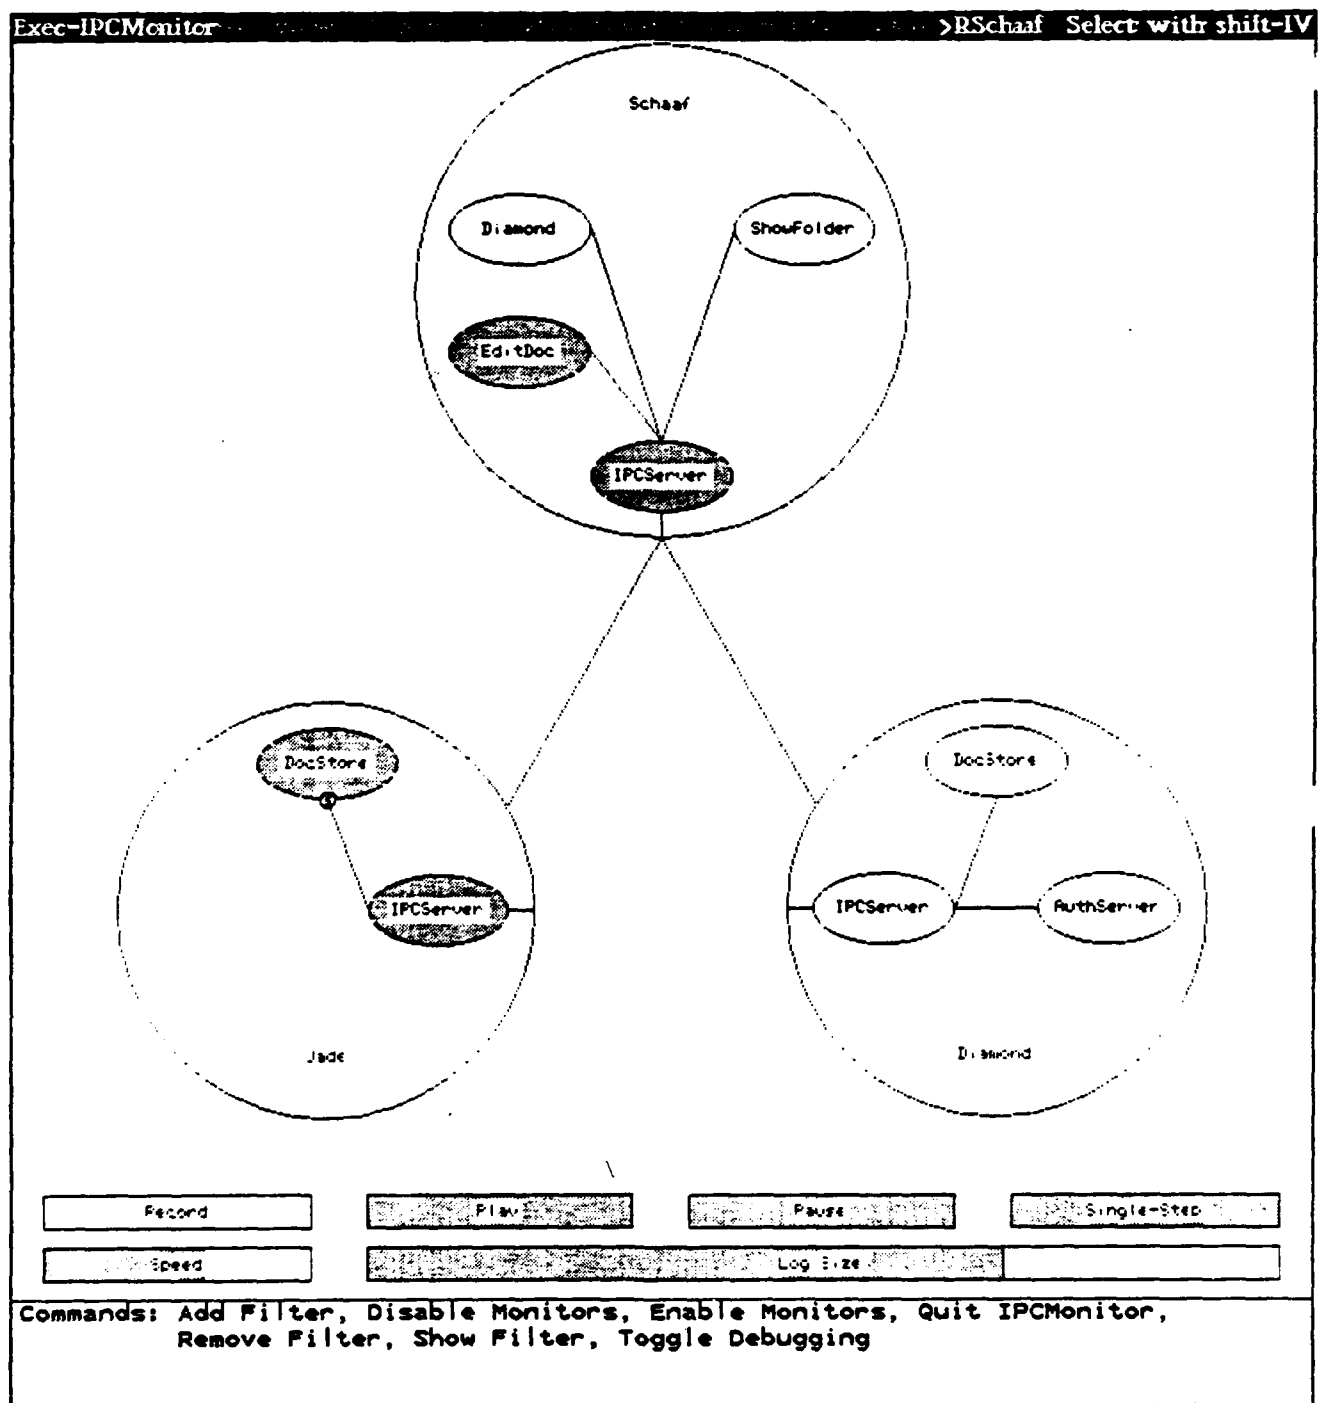 Exec-IPCMonitor >RSchaaf Select with shift-IV
Schaaf
Diamond ShowFolder
EditDoc
IPCServer
DocStore DocStore
S
IPCServer IPCServer AuthServer
Jade Diamond
Record Play Pause Single-Step
Speed Log Size
Commands: Add Filter, Disable Monitors, Enable Monitors, Quit IPCMonitor,
Remove Filter, Show Filter, Toggle Debugging